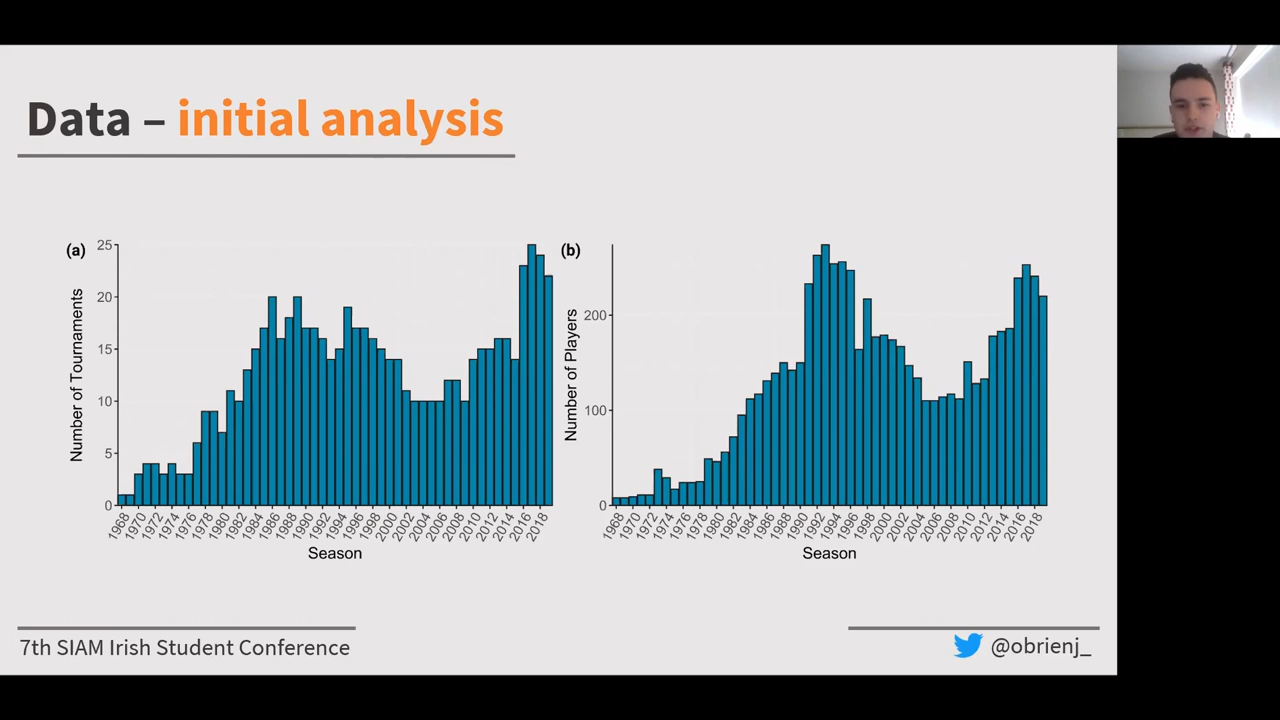 Data – initial analysis
(a)
Number of Tournaments
25
20
15
10
5
0
1968 1970 1972 1974 1976 1978 1980 1982 1984 1986 1988 1990 1992 1994 1996 1998 2000 2002 2004 2006 2008 2010 2012 2014 2016 2018
Season
(b)
Number of Players
200
100
0
1968 1970 1972 1974 1976 1978 1980 1982 1984 1986 1988 1990 1992 1994 1996 1998 2000 2002 2004 2006 2008 2010 2012 2014 2016 2018
Season
7th SIAM Irish Student Conference
@obrienj_